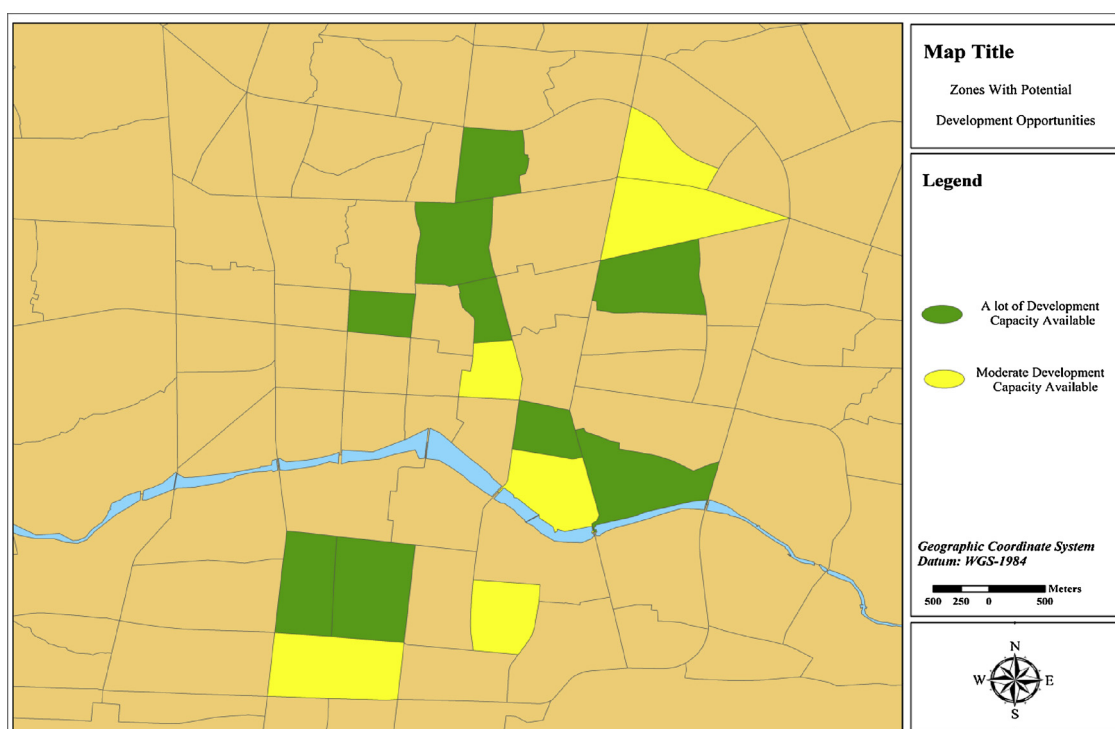 Map Title
Zones With Potential
Development Opportunities
Legend
A lot of Development
Capacity Available
Moderate Development
Capacity Available
Geographic Coordinate System
Datum: WGS-1984
Meters
500 250 0 500
N
W E
S